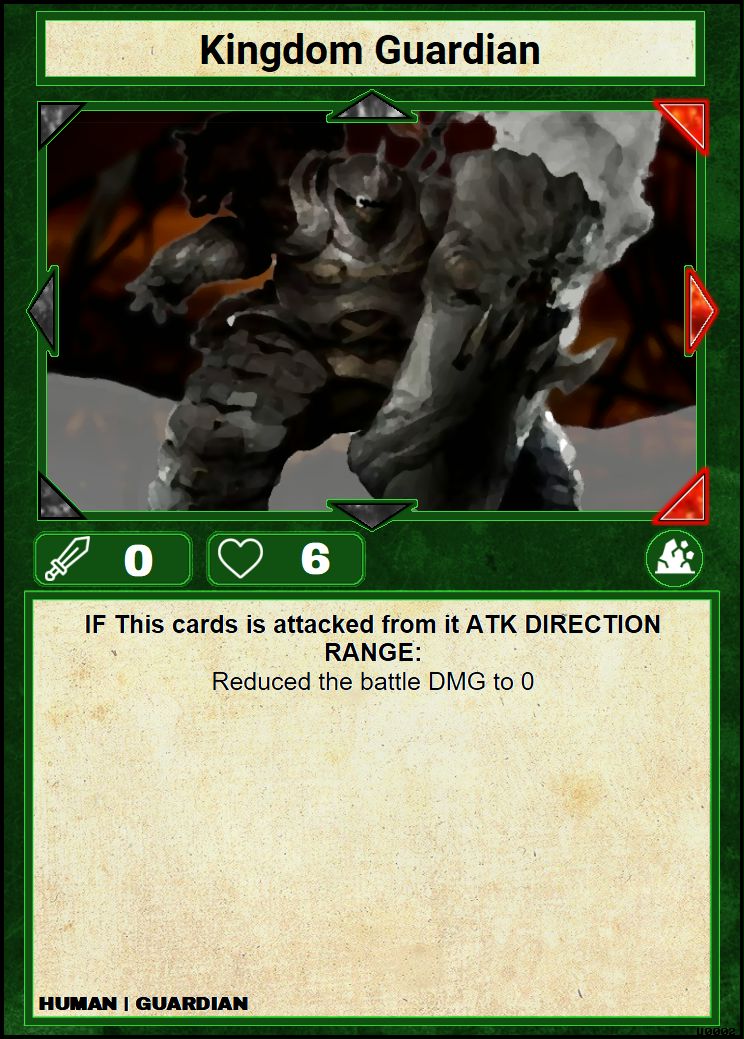 Kingdom Guardian
0
6
IF This cards is attacked from it ATK DIRECTION
RANGE:
Reduced the battle DMG to 0
HUMAN | GUARDIAN
U0002